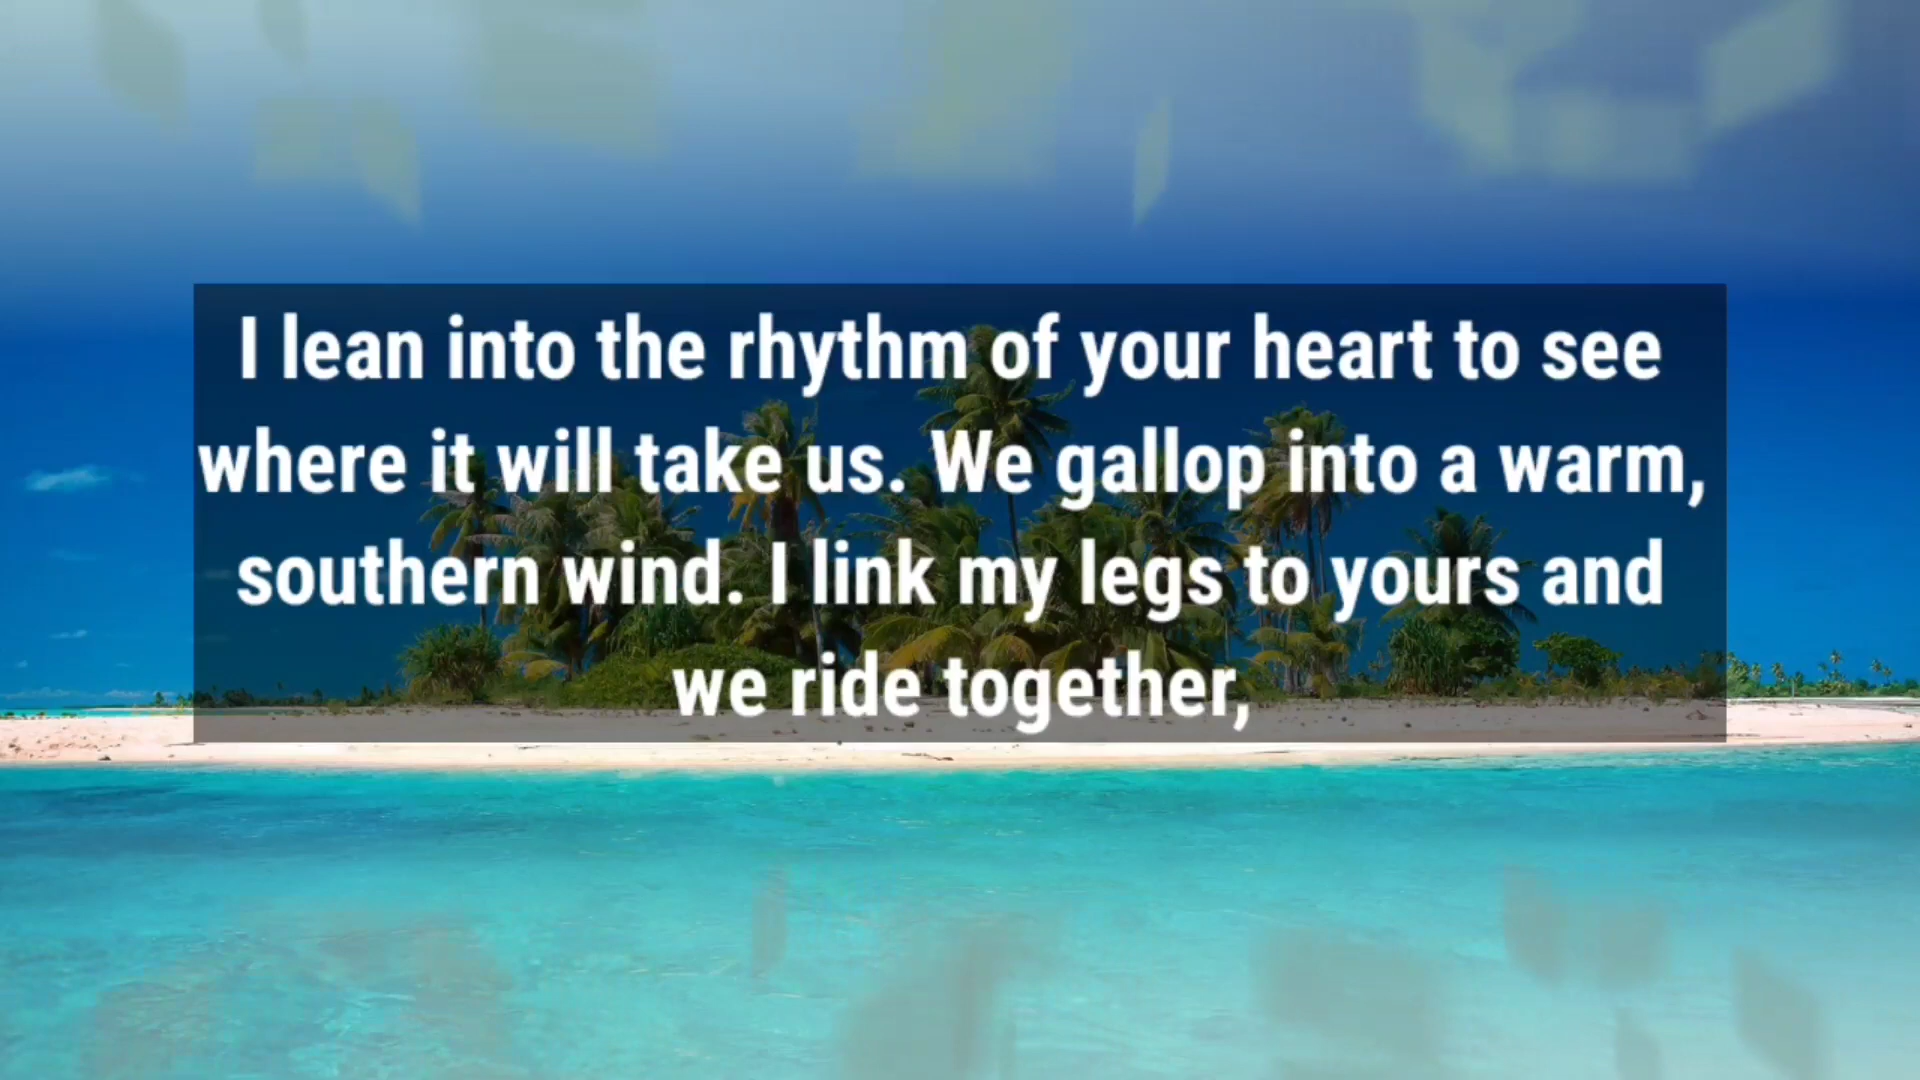 I lean into the rhythm of your heart to see
where it will take us. We gallop into a warm,
southern wind. I link my legs to yours and
we ride together,